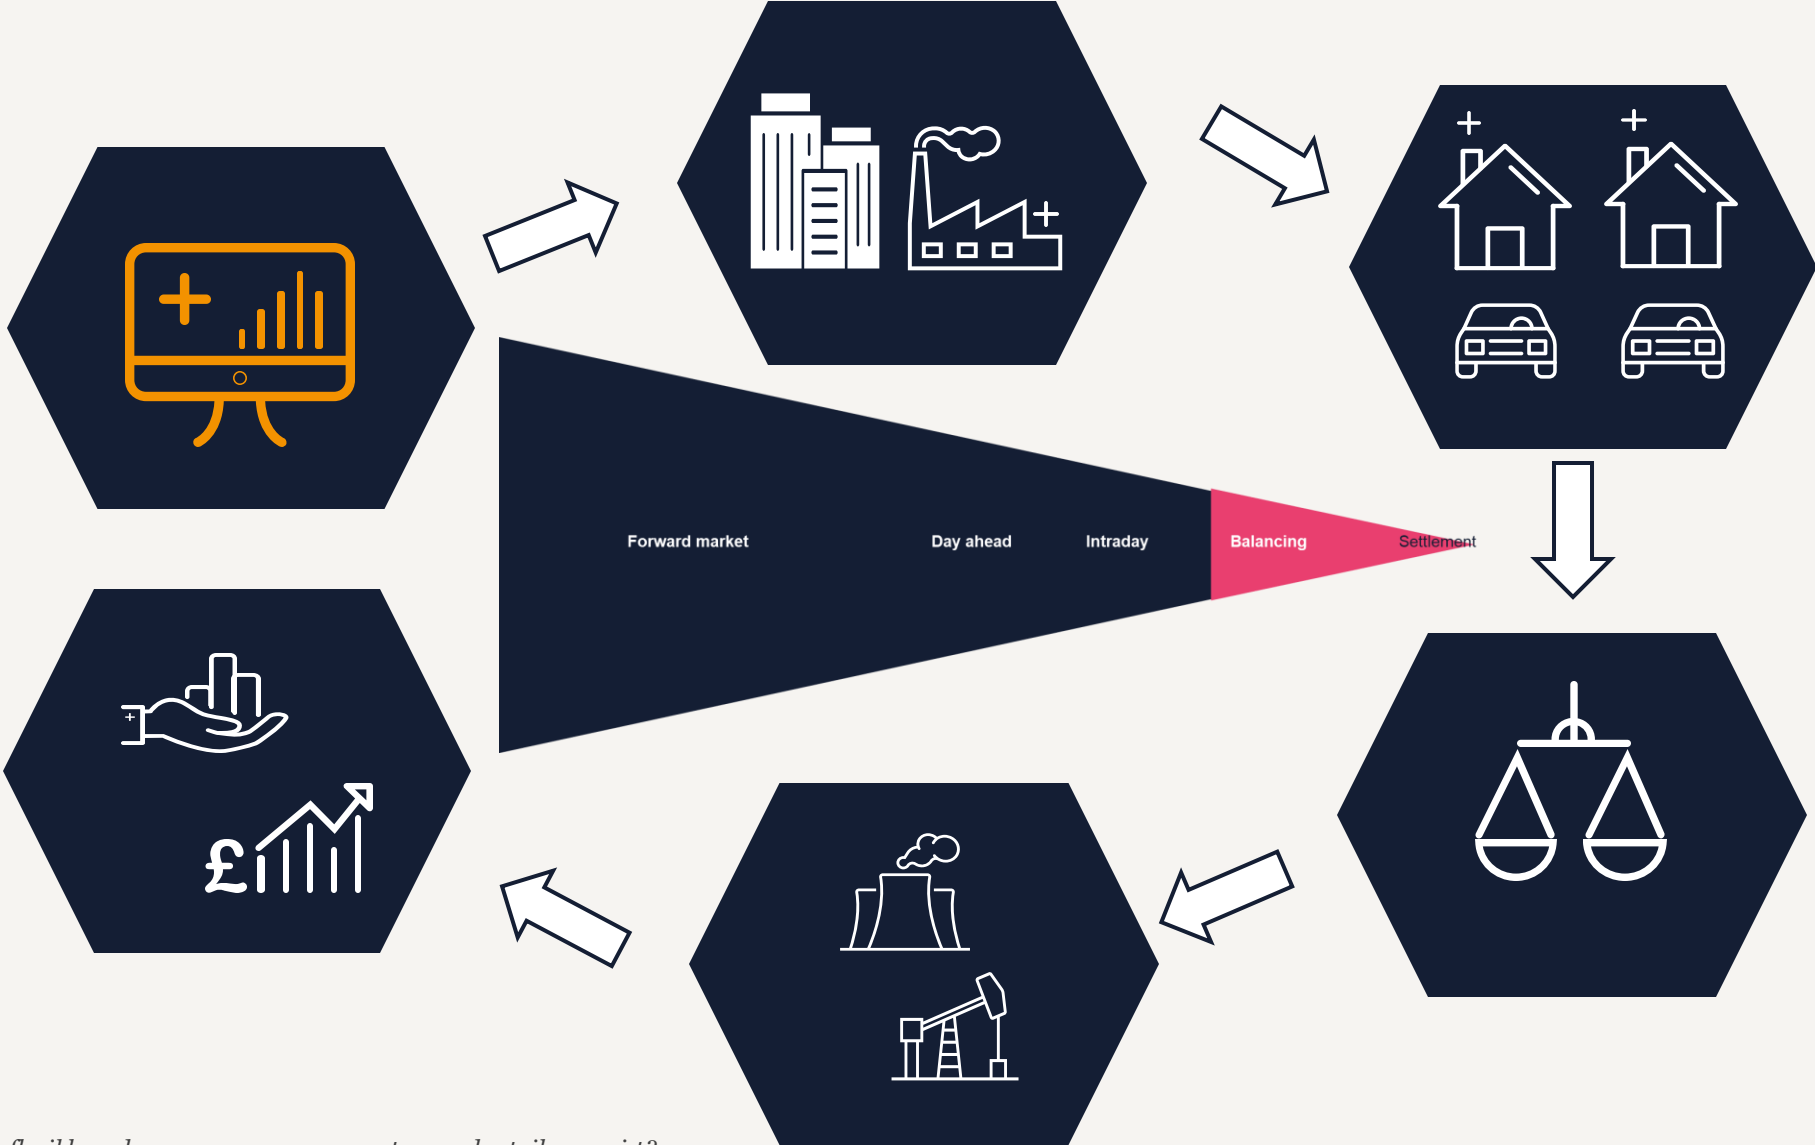 Forward market
Day ahead
Intraday
Balancing
Settlement
£